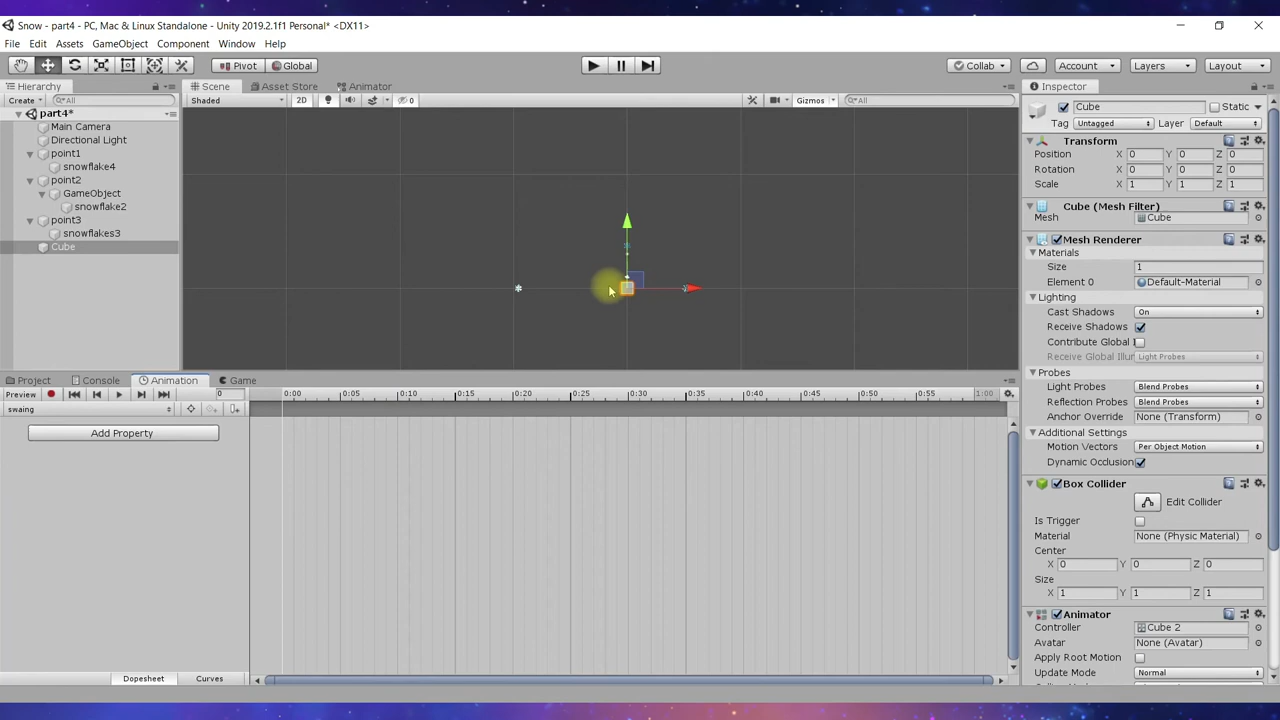 Snow - part4 - PC, Mac & Linux Standalone - Unity 2019.2.1f1 Personal* <DX11>
File Edit Assets GameObject Component Window Help
Pivot Global Collab Account Layers Layout
Hierarchy Scene Asset Store Animator Inspector
Create All Shaded 2D 0 Gizmos All
part4*
Main Camera
Directional Light
point1
snowflake4
point2
GameObject
snowflake2
point3
snowflakes3
Cube
Cube Static
Tag Untagged Layer Default
Transform
Position X 0 Y 0 Z 0
Rotation X 0 Y 0 Z 0
Scale X 1 Y 1 Z 1
Cube (Mesh Filter)
Mesh Cube
Mesh Renderer
Materials
Size 1
Element 0 Default-Material
Lighting
Cast Shadows On
Receive Shadows
Contribute Global I
Receive Global Illur Light Probes
Probes
Light Probes Blend Probes
Reflection Probes Blend Probes
Anchor Override None (Transform)
Additional Settings
Motion Vectors Per Object Motion
Dynamic Occlusion
Box Collider
Edit Collider
Is Trigger
Material None (Physic Material)
Center
X 0 Y 0 Z 0
Size
X 1 Y 1 Z 1
Animator
Controller Cube 2
Avatar None (Avatar)
Apply Root Motion
Update Mode Normal
Project Console Animation Game
Preview 0 0:00 0:05 0:10 0:15 0:20 0:25 0:30 0:35 0:40 0:45 0:50 0:55 1:00
swaing
Add Property
Dopesheet Curves